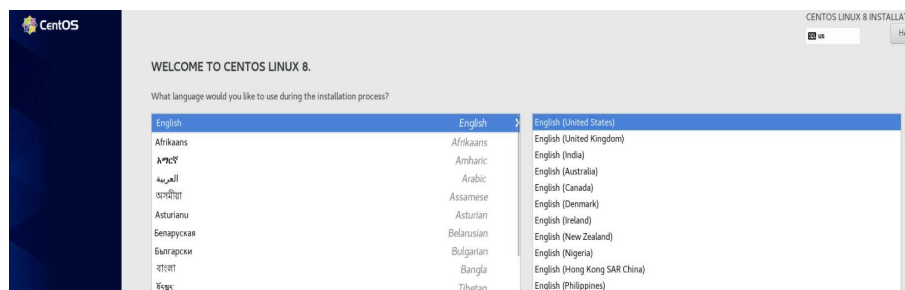 CentOS
CENTOS LINUX 8 INSTALLA
us
WELCOME TO CENTOS LINUX 8.
What language would you like to use during the installation process?
English English
Afrikaans Afrikaans
አማርኛ Amharic
العربية Arabic
অসমীয়া Assamese
Asturianu Asturian
Беларуская Belarusian
Български Bulgarian
বাংলা Bangla
Tibetan
English (United States)
English (United Kingdom)
English (India)
English (Australia)
English (Canada)
English (Denmark)
English (Ireland)
English (New Zealand)
English (Nigeria)
English (Hong Kong SAR China)
English (Philippines)